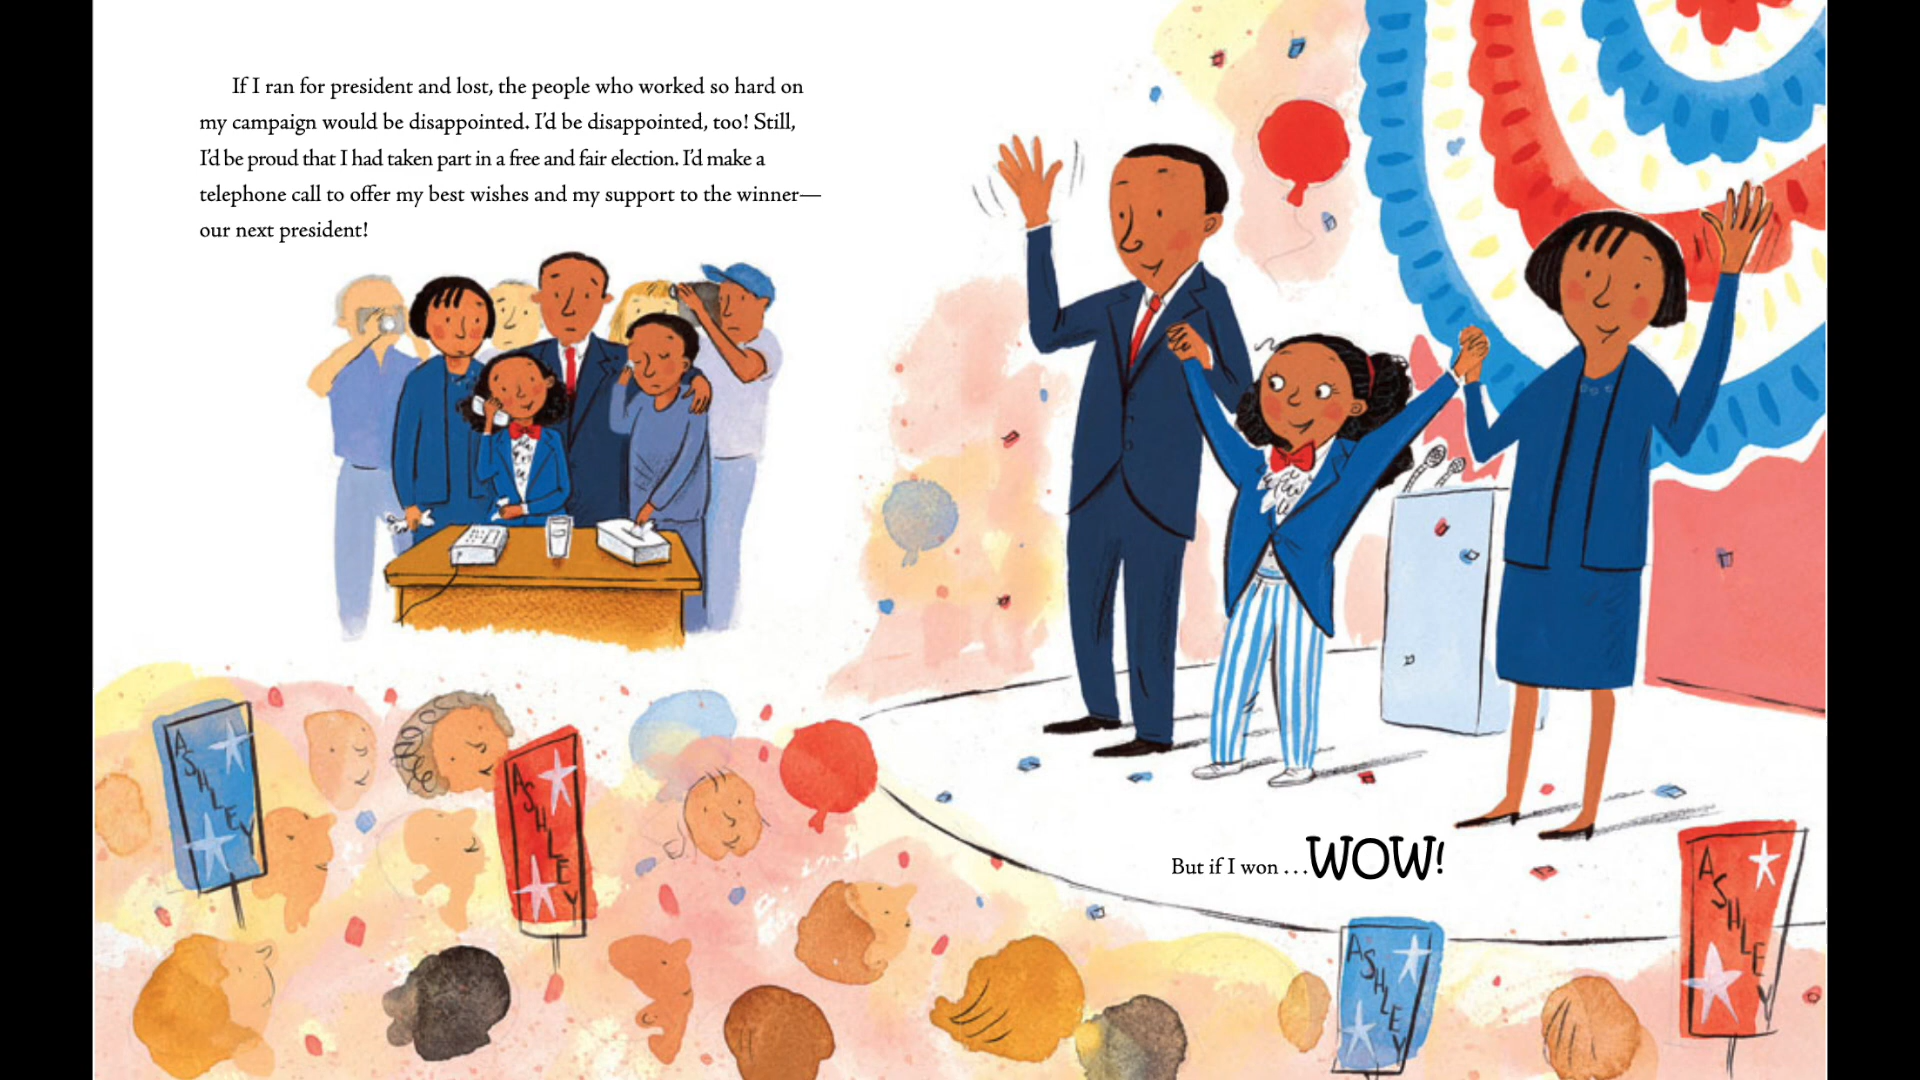 If I ran for president and lost, the people who worked so hard on
my campaign would be disappointed. I'd be disappointed, too! Still,
I'd be proud that I had taken part in a free and fair election. I'd make a
telephone call to offer my best wishes and my support to the winner—
our next president!
ASHLEY
ASHLEY
But if I won . . . WOW!
ASHLEY
ASHLEY